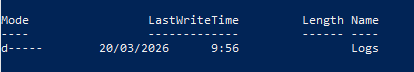 Mode                 LastWriteTime         Length Name
----                 -------------         ------ ----
d-----        20/03/2026      9:56                Logs